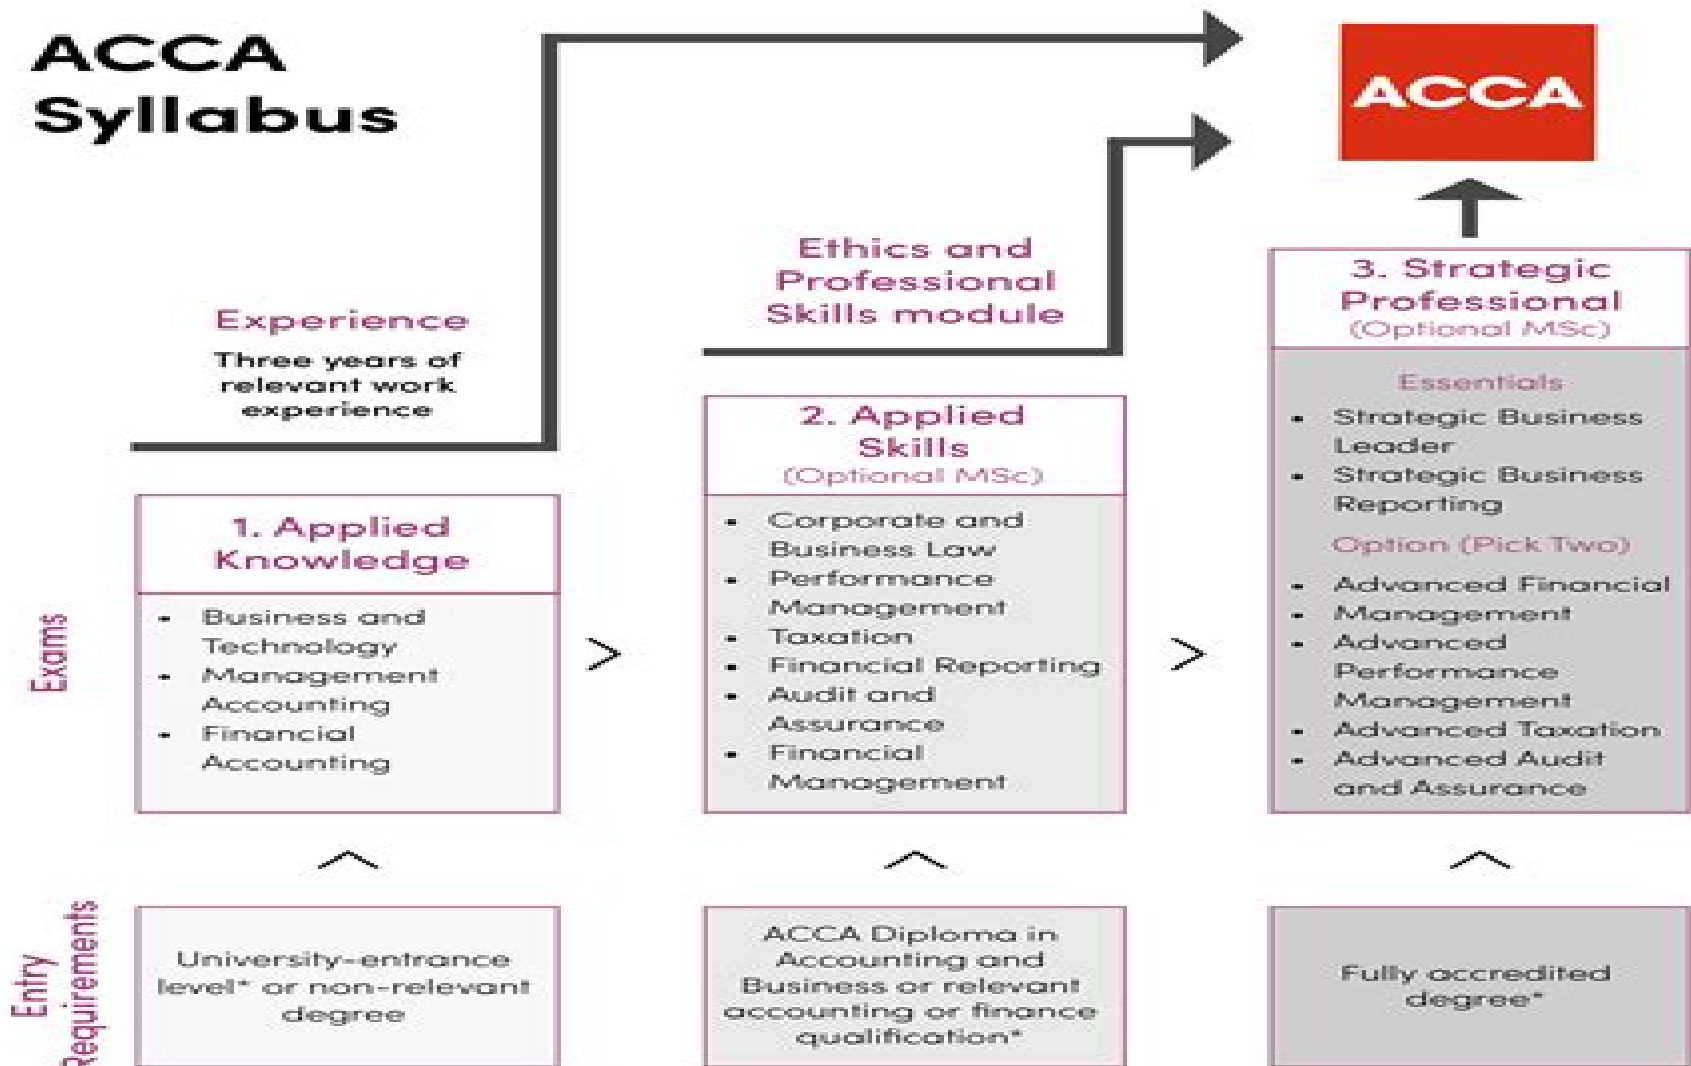 ACCA
Syllabus
ACCA
Experience
Three years of
relevant work
experience
Ethics and
Professional
Skills module
Exams
1. Applied
Knowledge
• Business and
Technology
• Management
Accounting
• Financial
Accounting
>
2. Applied
Skills
(Optional MSc)
• Corporate and
Business Law
• Performance
Management
• Taxation
• Financial Reporting
• Audit and
Assurance
• Financial
Management
>
3. Strategic
Professional
(Optional MSc)
Essentials
• Strategic Business
Leader
• Strategic Business
Reporting
Option (Pick Two)
• Advanced Financial
• Management
• Advanced
Performance
Management
• Advanced Taxation
• Advanced Audit
and Assurance
Entry
Requirements
University-entrance
level* or non-relevant
degree
ACCA Diploma in
Accounting and
Business or relevant
accounting or finance
qualification*
Fully accredited
degree*